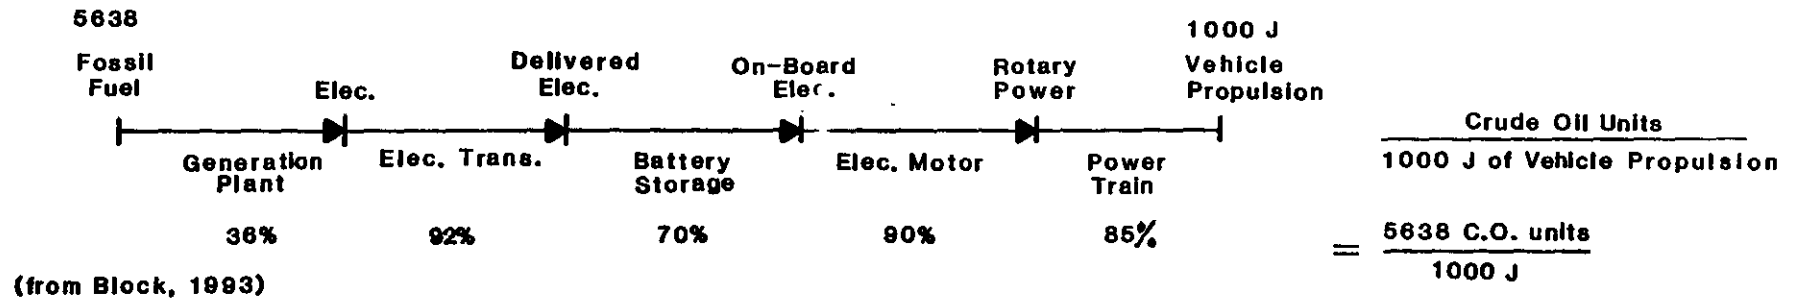 5638
Fossil
Fuel
Elec.
Delivered
Elec.
On-Board
Elec.
Rotary
Power
1000 J
Vehicle
Propulsion
Generation
Plant
Elec. Trans.
Battery
Storage
Elec. Motor
Power
Train
36%
92%
70%
90%
85%
Crude Oil Units
1000 J of Vehicle Propulsion
= 5638 C.O. units
1000 J
(from Block, 1993)